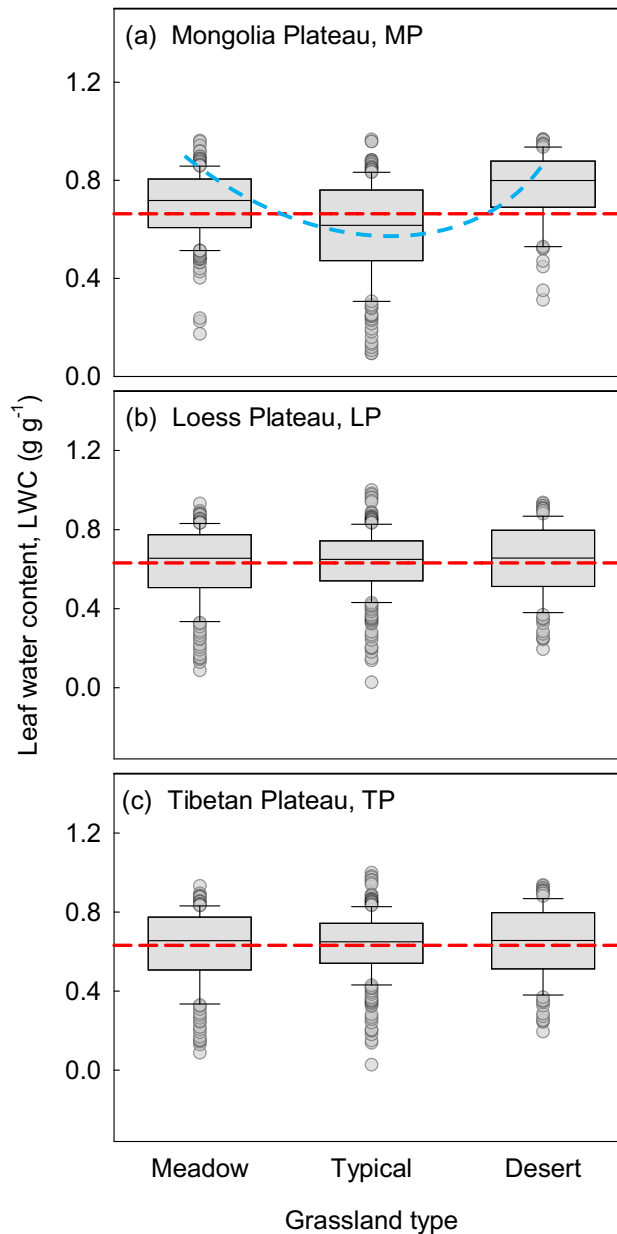 (a) Mongolia Plateau, MP
1.2
0.8
0.4
0.0
(b) Loess Plateau, LP
1.2
0.8
0.4
0.0
(c) Tibetan Plateau, TP
1.2
0.8
0.4
0.0
Leaf water content, LWC (g g⁻¹)
Meadow Typical Desert
Grassland type